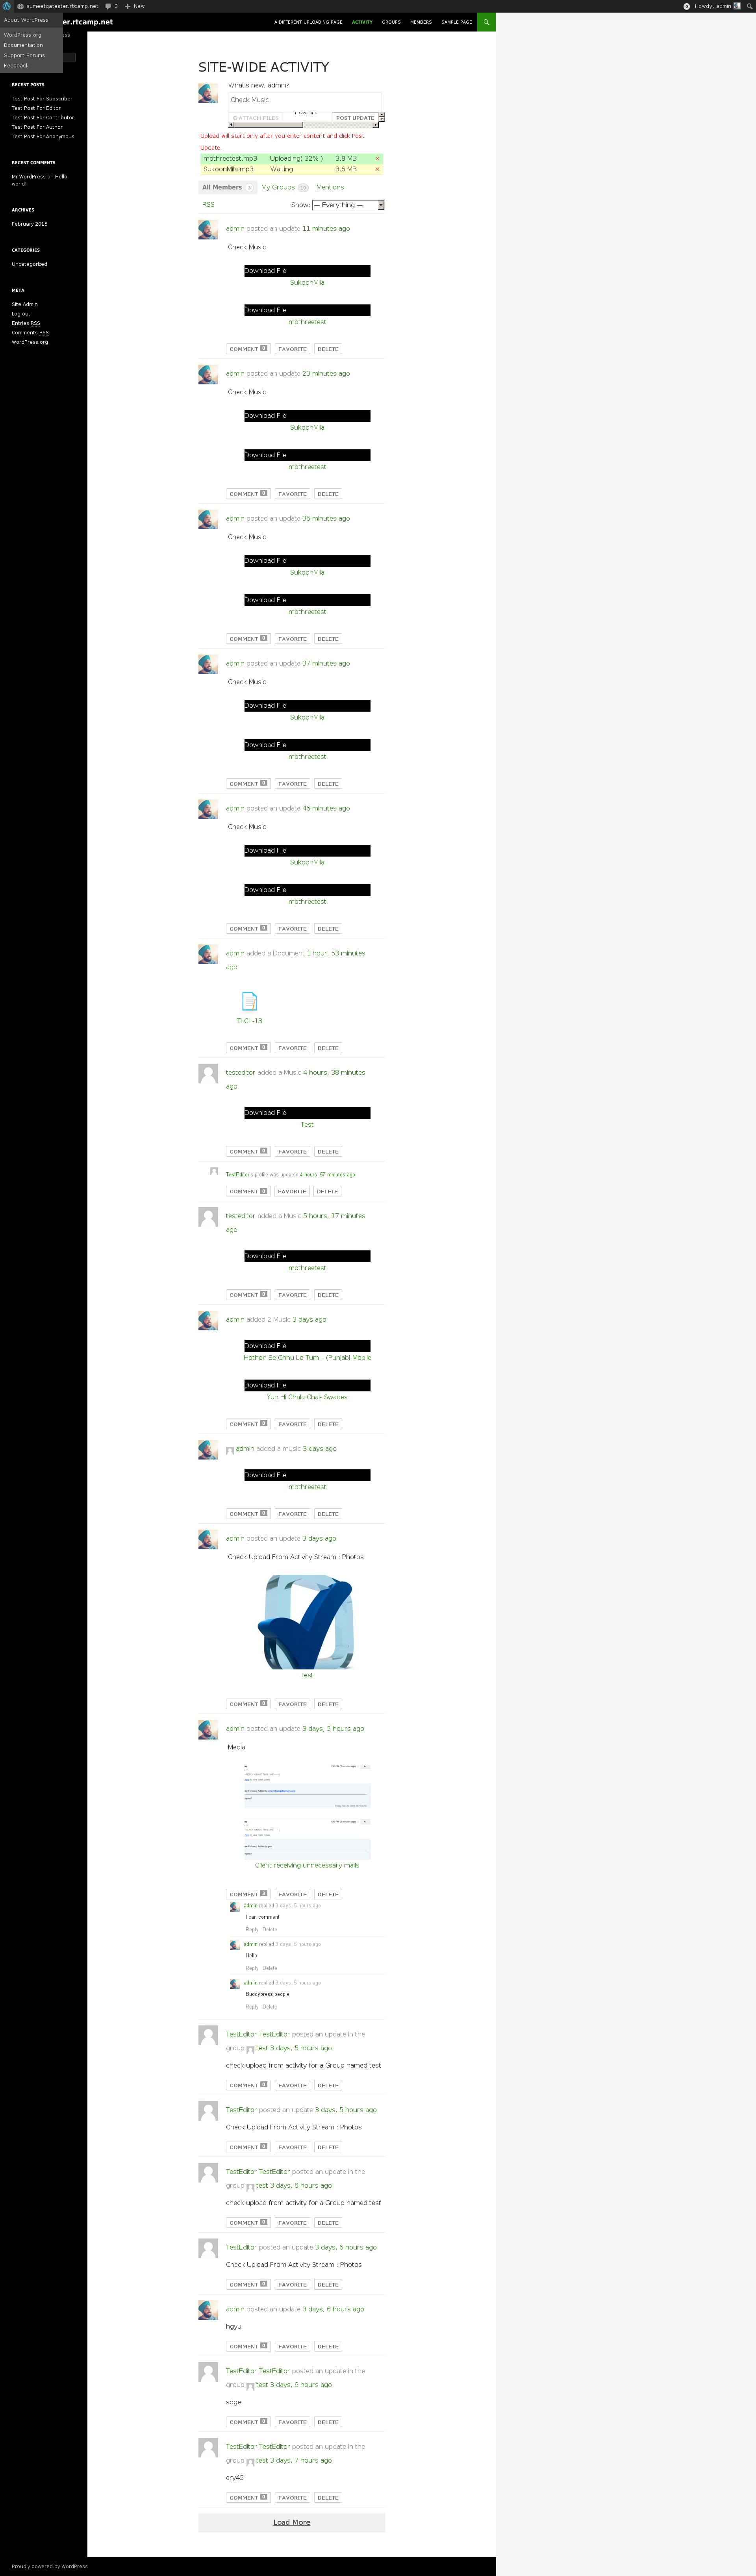 sumeetqatester.rtcamp.net 3 New Howdy, admin
About WordPress
WordPress.org
Documentation
Support Forums
Feedback
er.rtcamp.net A DIFFERENT UPLOADING PAGE ACTIVITY GROUPS MEMBERS SAMPLE PAGE
RECENT POSTS
Test Post For Subscriber
Test Post For Editor
Test Post For Contributor
Test Post For Author
Test Post For Anonymous
RECENT COMMENTS
Mr WordPress on Hello
world!
ARCHIVES
February 2015
CATEGORIES
Uncategorized
META
Site Admin
Log out
Entries RSS
Comments RSS
WordPress.org
SITE-WIDE ACTIVITY
What's new, admin?
Check Music
ATTACH FILES POST UPDATE
Upload will start only after you enter content and click Post
Update.
mpthreetest.mp3 Uploading( 32% ) 3.8 MB ×
SukoonMila.mp3 Waiting 3.6 MB ×
All Members 3 My Groups 14 Mentions
RSS Show: — Everything —
admin posted an update 11 minutes ago
Check Music
Download File
SukoonMila
Download File
mpthreetest
COMMENT 0 FAVORITE DELETE
admin posted an update 23 minutes ago
Check Music
Download File
SukoonMila
Download File
mpthreetest
COMMENT 0 FAVORITE DELETE
admin posted an update 36 minutes ago
Check Music
Download File
SukoonMila
Download File
mpthreetest
COMMENT 0 FAVORITE DELETE
admin posted an update 37 minutes ago
Check Music
Download File
SukoonMila
Download File
mpthreetest
COMMENT 0 FAVORITE DELETE
admin posted an update 46 minutes ago
Check Music
Download File
SukoonMila
Download File
mpthreetest
COMMENT 0 FAVORITE DELETE
admin added a Document 1 hour, 53 minutes
ago
TLCL-13
COMMENT 0 FAVORITE DELETE
testeditor added a Music 4 hours, 38 minutes
ago
Download File
Test
COMMENT 0 FAVORITE DELETE
TestEditor's profile was updated 4 hours, 57 minutes ago
COMMENT 0 FAVORITE DELETE
testeditor added a Music 5 hours, 17 minutes
ago
Download File
mpthreetest
COMMENT 0 FAVORITE DELETE
admin added 2 Music 3 days ago
Download File
Hothon Se Chhu Lo Tum - (Punjabi-Mobile
Download File
Yun Hi Chala Chal- Swades
COMMENT 0 FAVORITE DELETE
admin added a music 3 days ago
Download File
mpthreetest
COMMENT 0 FAVORITE DELETE
admin posted an update 3 days ago
Check Upload From Activity Stream : Photos
test
COMMENT 0 FAVORITE DELETE
admin posted an update 3 days, 5 hours ago
Media
Client receiving unnecessary mails
COMMENT 3 FAVORITE DELETE
admin replied 3 days, 5 hours ago
I can comment
Reply Delete
admin replied 3 days, 5 hours ago
Hello
Reply Delete
admin replied 3 days, 5 hours ago
Buddypress people
Reply Delete
TestEditor TestEditor posted an update in the
group test 3 days, 5 hours ago
check upload from activity for a Group named test
COMMENT 0 FAVORITE DELETE
TestEditor posted an update 3 days, 5 hours ago
Check Upload From Activity Stream : Photos
COMMENT 0 FAVORITE DELETE
TestEditor TestEditor posted an update in the
group test 3 days, 6 hours ago
check upload from activity for a Group named test
COMMENT 0 FAVORITE DELETE
TestEditor posted an update 3 days, 6 hours ago
Check Upload From Activity Stream : Photos
COMMENT 0 FAVORITE DELETE
admin posted an update 3 days, 6 hours ago
hgyu
COMMENT 0 FAVORITE DELETE
TestEditor TestEditor posted an update in the
group test 3 days, 6 hours ago
sdge
COMMENT 0 FAVORITE DELETE
TestEditor TestEditor posted an update in the
group test 3 days, 7 hours ago
ery45
COMMENT 0 FAVORITE DELETE
Load More
Proudly powered by WordPress